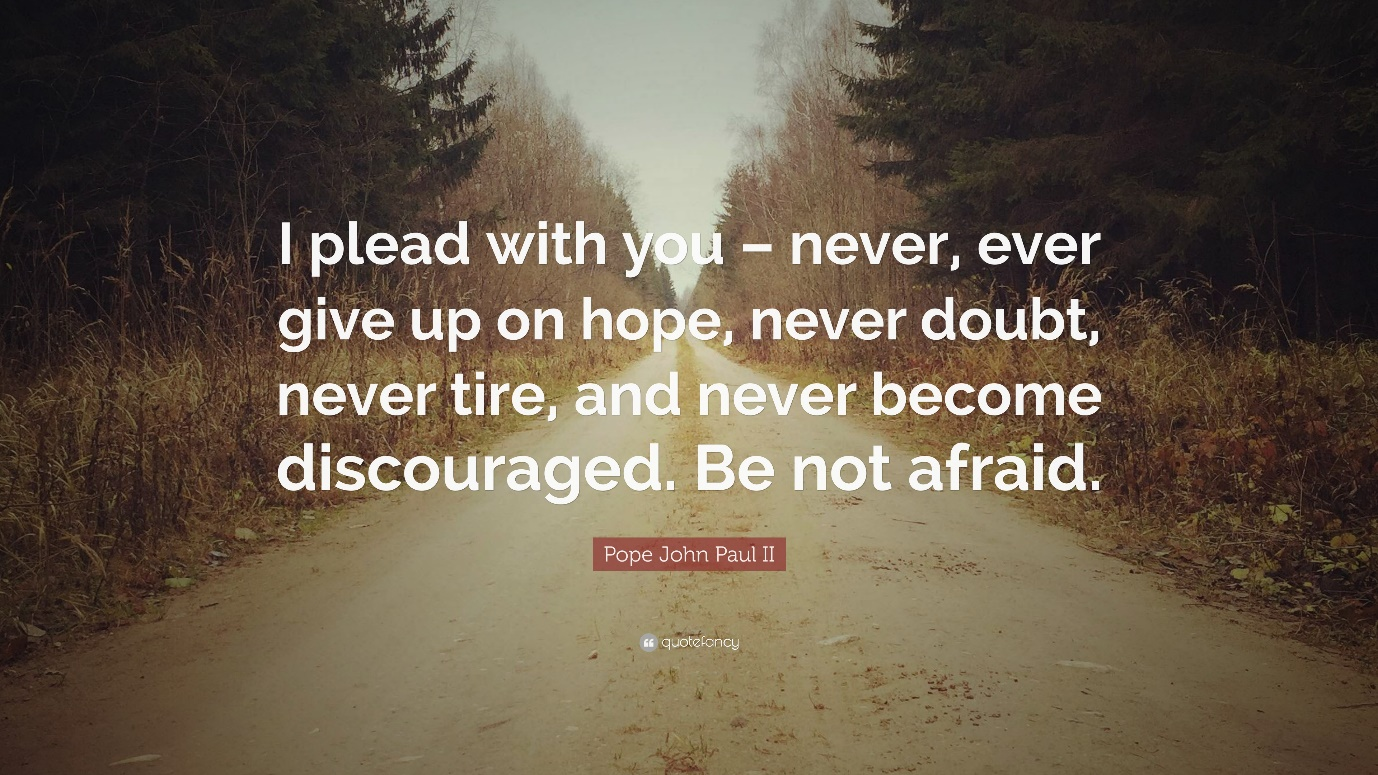 I plead with you – never, ever
give up on hope, never doubt,
never tire, and never become
discouraged. Be not afraid.
Pope John Paul II
quotefancy